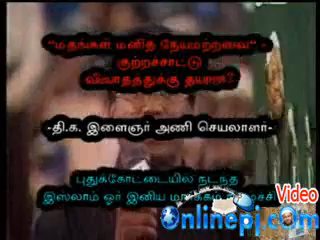 "மதங்கள் மனித நேயமற்றவை" -
குற்றச்சாட்டு
விவாதத்துக்கு தயாரா?
-தி.க. இளைஞர் அணி செயலாளர்-
புதுக்கோட்டையில் நடந்த
இஸ்லாம் ஓர் இனிய மார்க்கம்
Video
Onlinepj.com